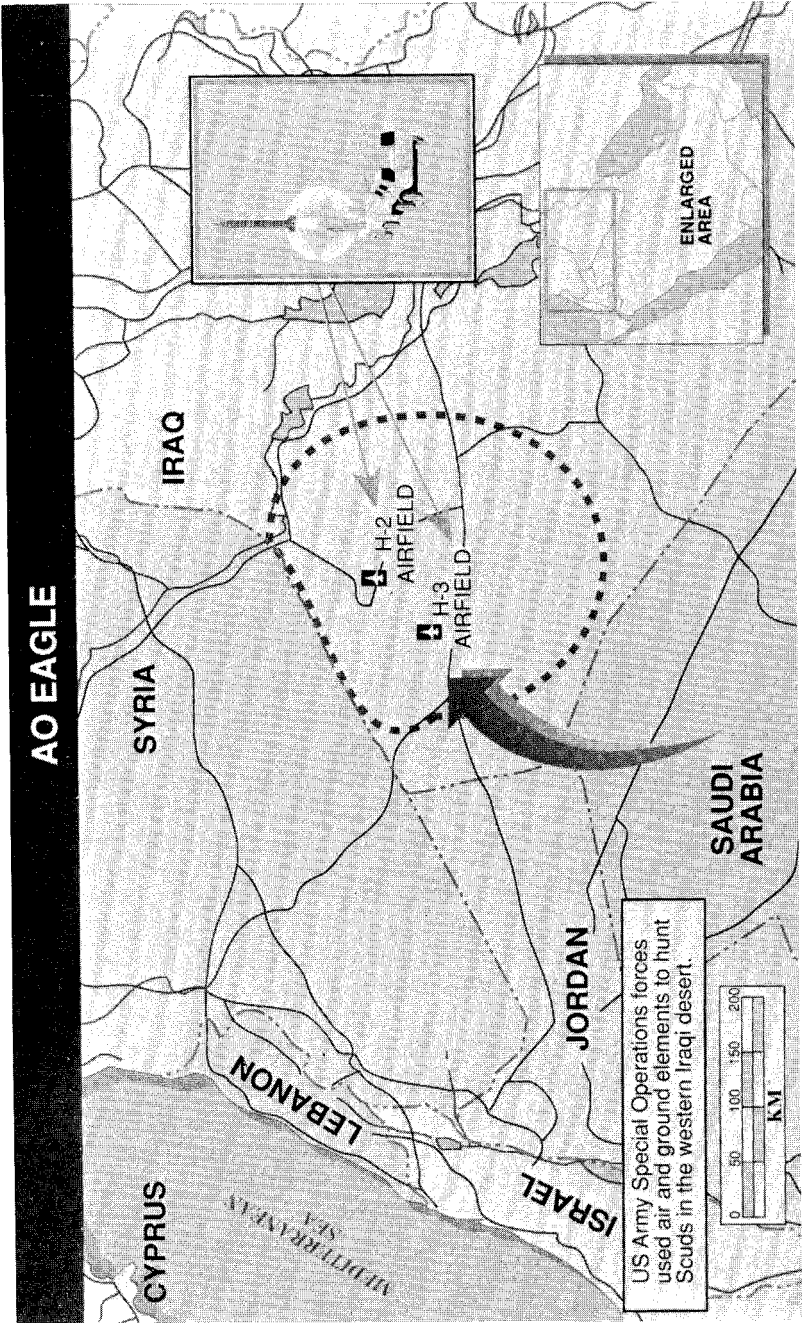 AO EAGLE
CYPRUS
SYRIA
IRAQ
MEDITERRANEAN
SEA
LEBANON
H-2
AIRFIELD
H-3
AIRFIELD
ISRAEL
JORDAN
SAUDI
ARABIA
ENLARGED
AREA
US Army Special Operations forces
used air and ground elements to hunt
Scuds in the western Iraqi desert.
0 50 100 150 200
KM